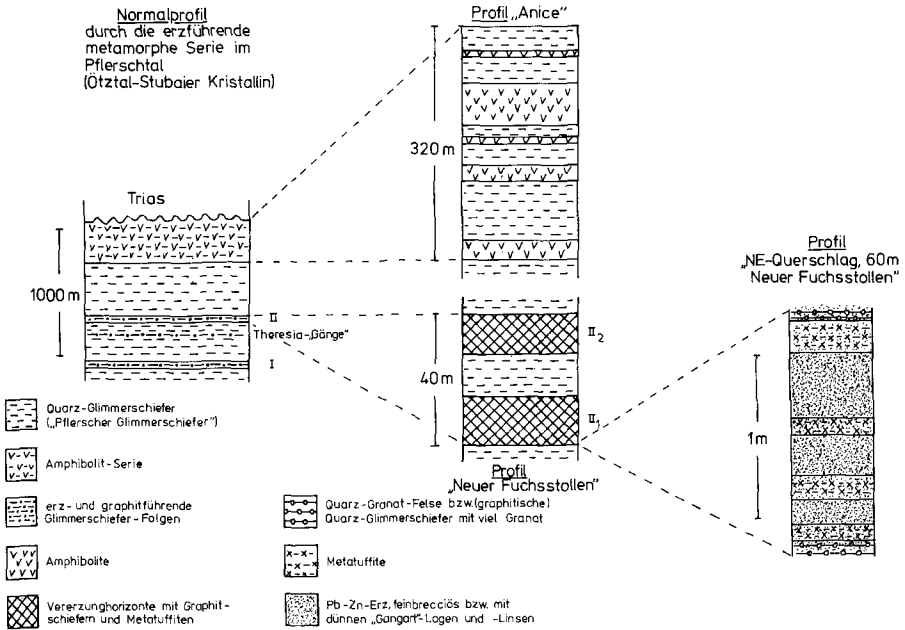 Normalprofil
durch die erzführende
metamorphe Serie im
Pflerschtal
(Ötztal-Stubaier Kristallin)
Profil „Anice"
320 m
Trias
1000 m
II
Theresia-„Gänge"
I
40 m
II2
II1
Profil
„Neuer Fuchsstollen"
Profil
„NE-Querschlag, 60m
Neuer Fuchsstollen"
1 m
Quarz-Glimmerschiefer
(„Pflerscher Glimmerschiefer")
Amphibolit-Serie
erz- und graphitführende
Glimmerschiefer-Folgen
Amphibolite
Vererzunghorizonte mit Graphit-
schiefern und Metatuffiten
Quarz-Granat-Felse bzw.(graphitische)
Quarz-Glimmerschiefer mit viel Granat
Metatuffite
Pb-Zn-Erz, feinbrecciös bzw. mit
dünnen „Gangart"-Lagen und -Linsen